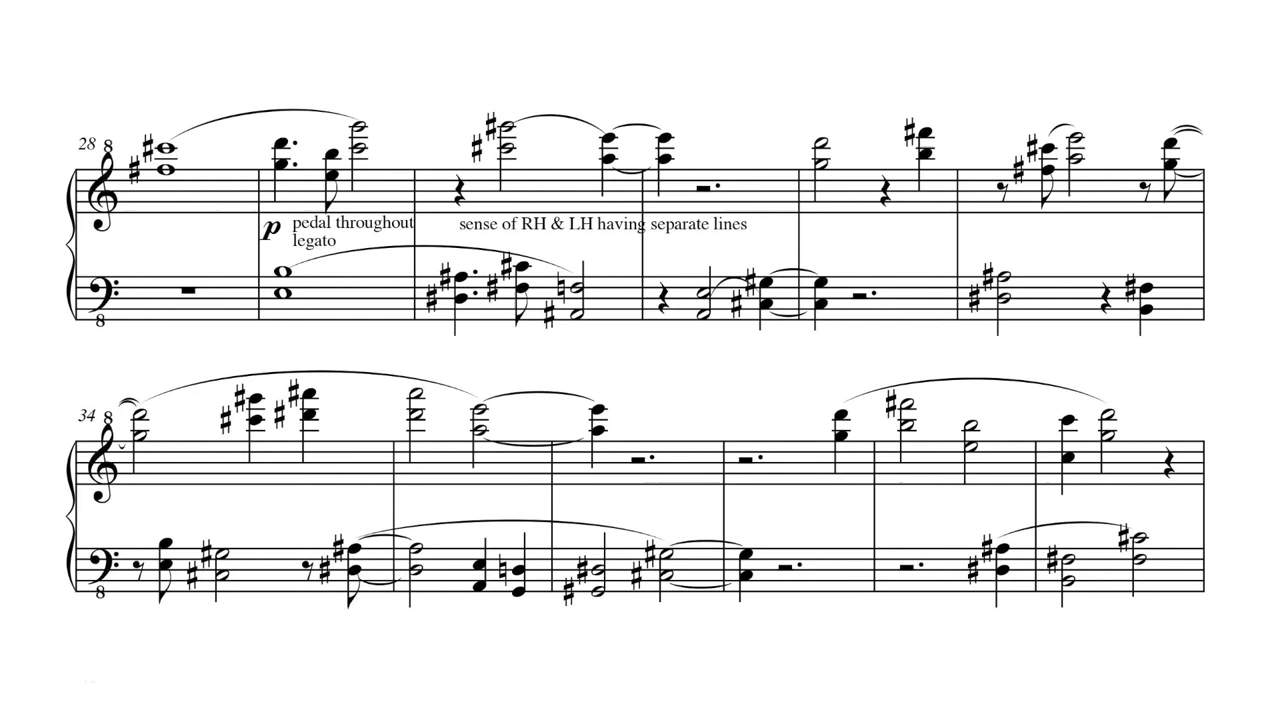 28
8
p
pedal throughout
legato
sense of RH & LH having separate lines
8
34
8
8